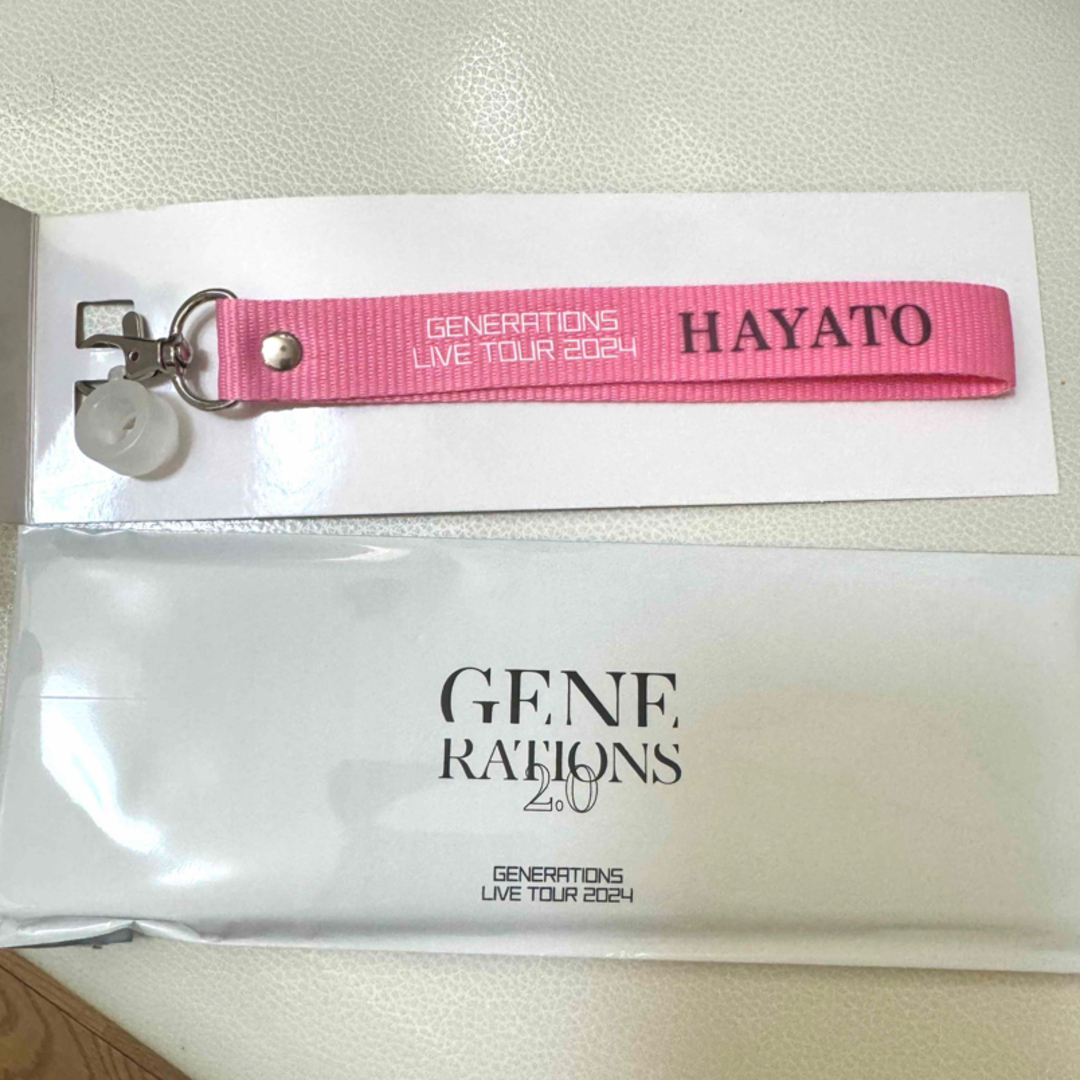 GENERATIONS
LIVE TOUR 2024
HAYATO
GENE
RATIONS
2.0
GENERATIONS
LIVE TOUR 2024